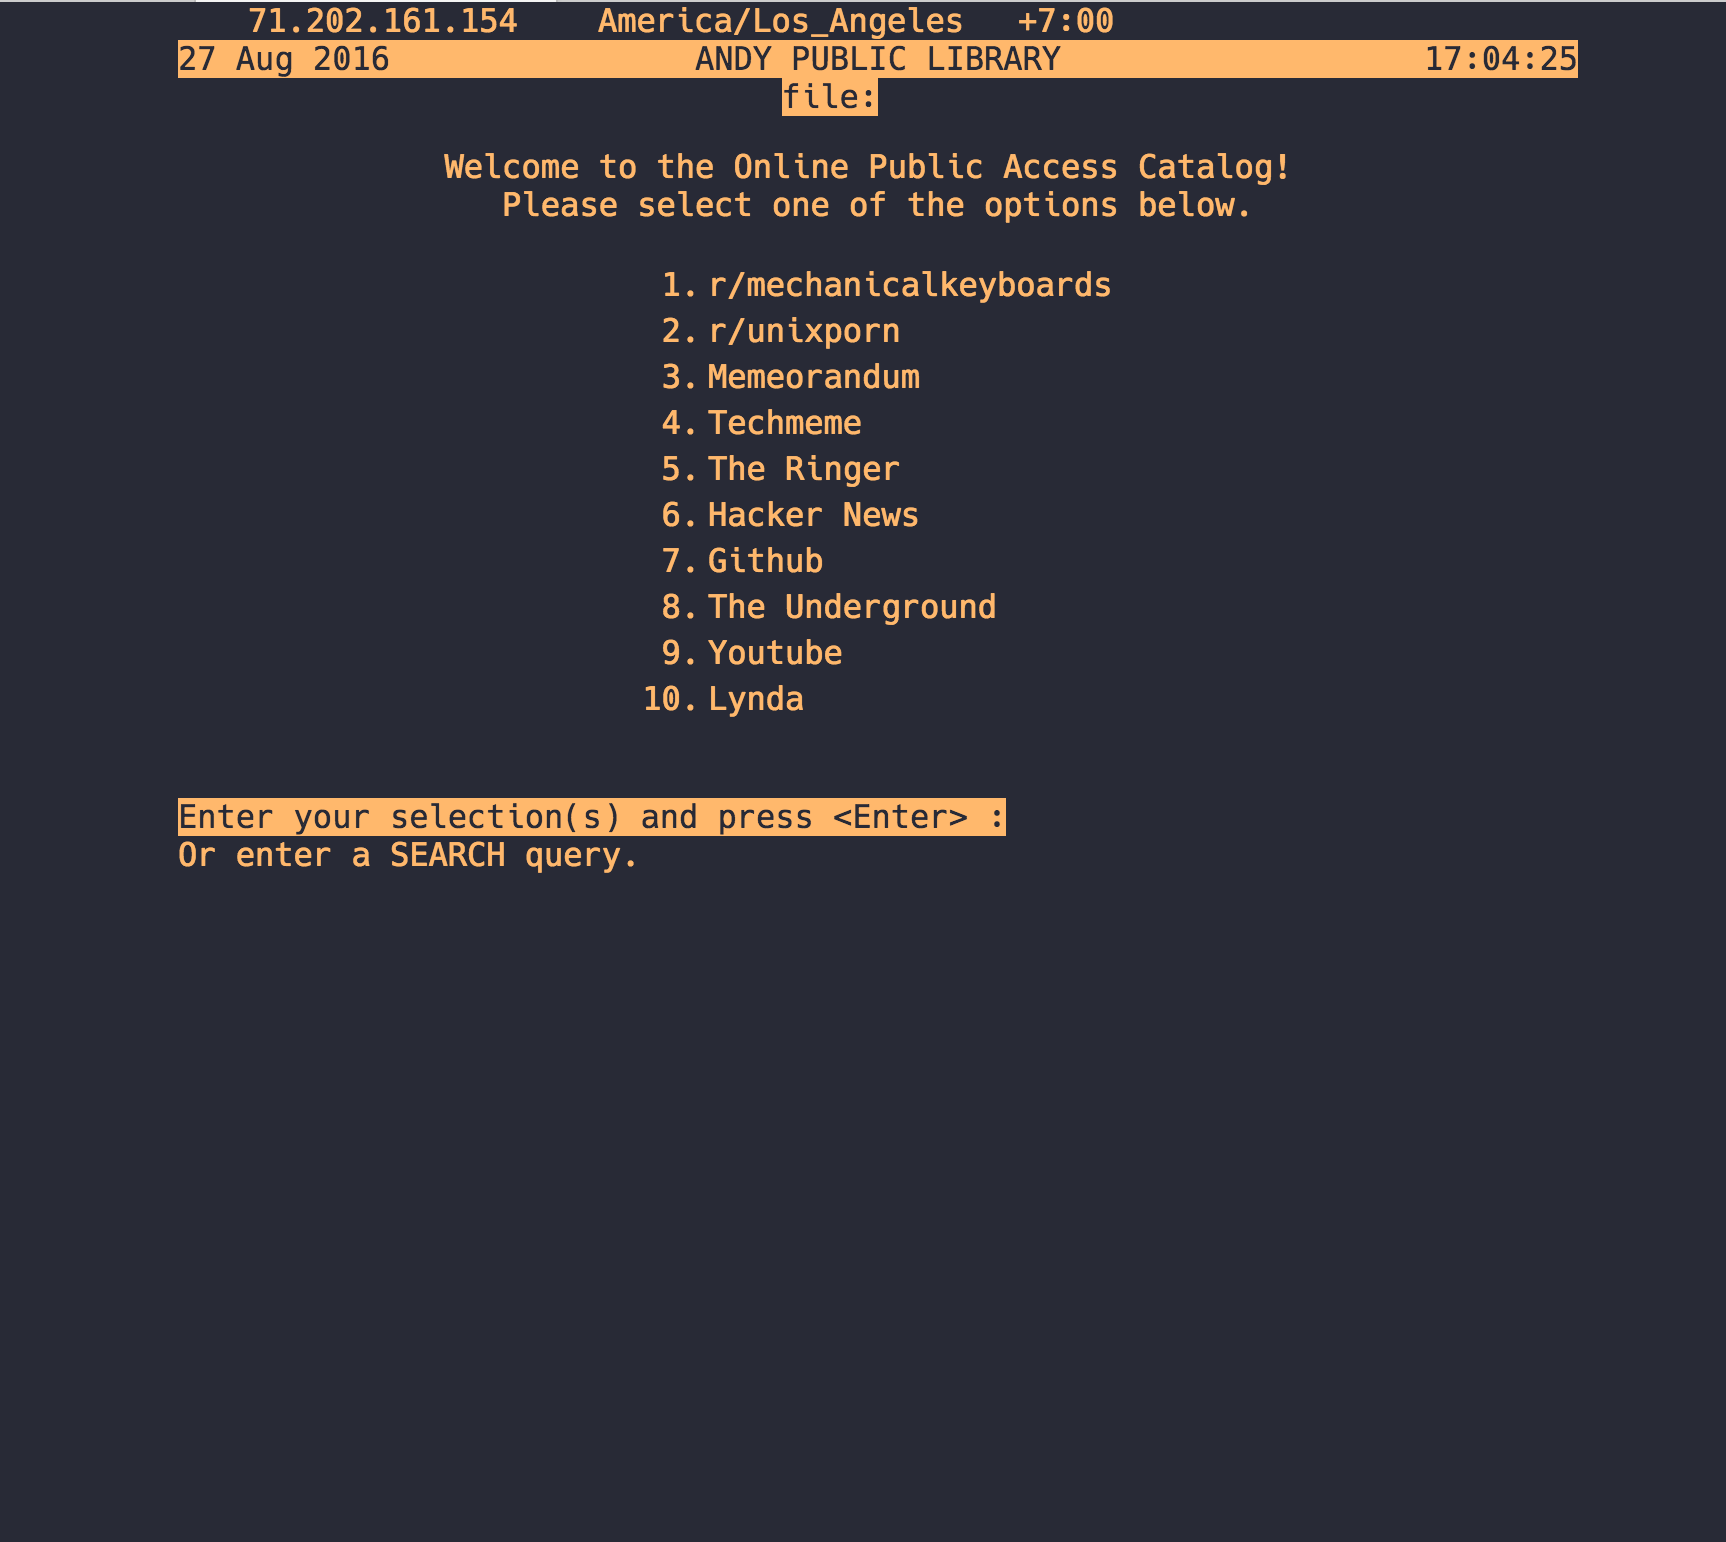 71.202.161.154 America/Los_Angeles +7:00
27 Aug 2016 ANDY PUBLIC LIBRARY 17:04:25
file:
Welcome to the Online Public Access Catalog!
Please select one of the options below.
1. r/mechanicalkeyboards
2. r/unixporn
3. Memeorandum
4. Techmeme
5. The Ringer
6. Hacker News
7. Github
8. The Underground
9. Youtube
10. Lynda
Enter your selection(s) and press <Enter> :
Or enter a SEARCH query.